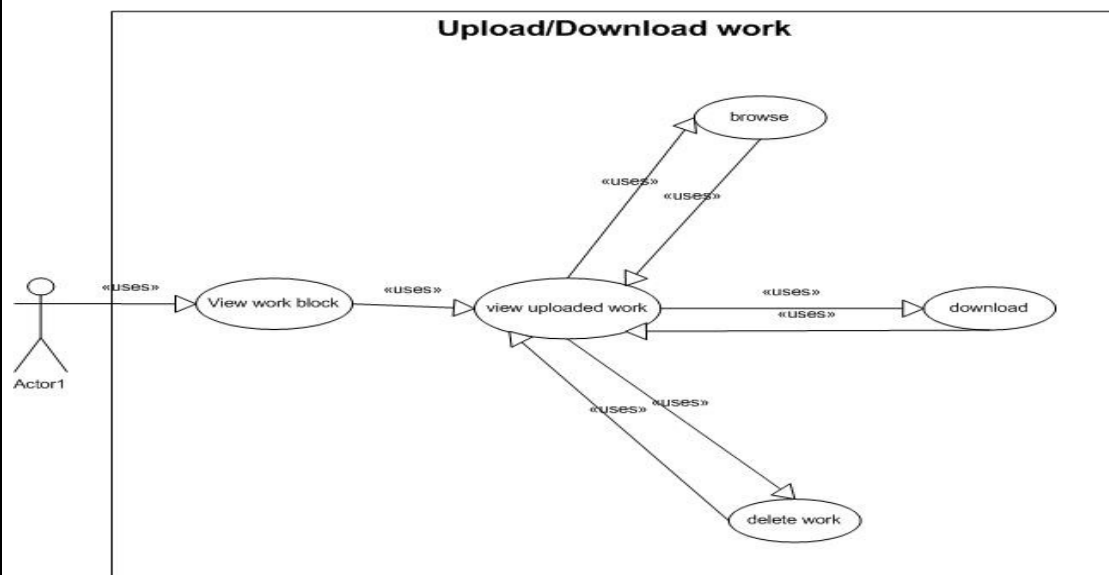 Upload/Download work
browse
«uses»
«uses»
«uses»
View work block
«uses»
view uploaded work
«uses»
«uses»
download
Actor1
«uses»
«uses»
delete work